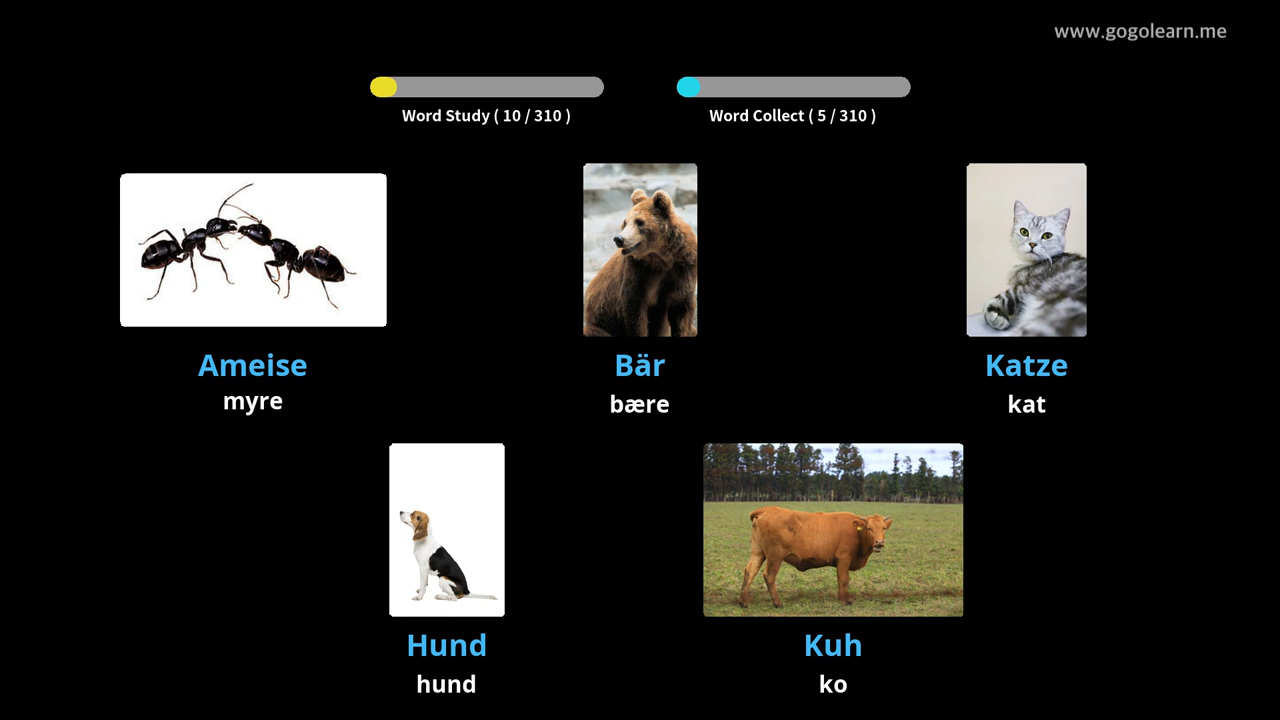 www.gogolearn.me
Word Study ( 10 / 310 )
Word Collect ( 5 / 310 )
Ameise
myre
Bär
bære
Katze
kat
Hund
hund
Kuh
ko